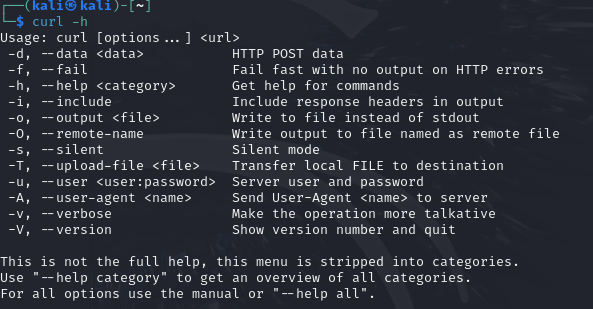 ┌──(kali㉿kali)-[~]
└─$ curl -h
Usage: curl [options...] <url>
-d, --data <data> HTTP POST data
-f, --fail Fail fast with no output on HTTP errors
-h, --help <category> Get help for commands
-i, --include Include response headers in output
-o, --output <file> Write to file instead of stdout
-O, --remote-name Write output to file named as remote file
-s, --silent Silent mode
-T, --upload-file <file> Transfer local FILE to destination
-u, --user <user:password> Server user and password
-A, --user-agent <name> Send User-Agent <name> to server
-v, --verbose Make the operation more talkative
-V, --version Show version number and quit
This is not the full help, this menu is stripped into categories.
Use "--help category" to get an overview of all categories.
For all options use the manual or "--help all".